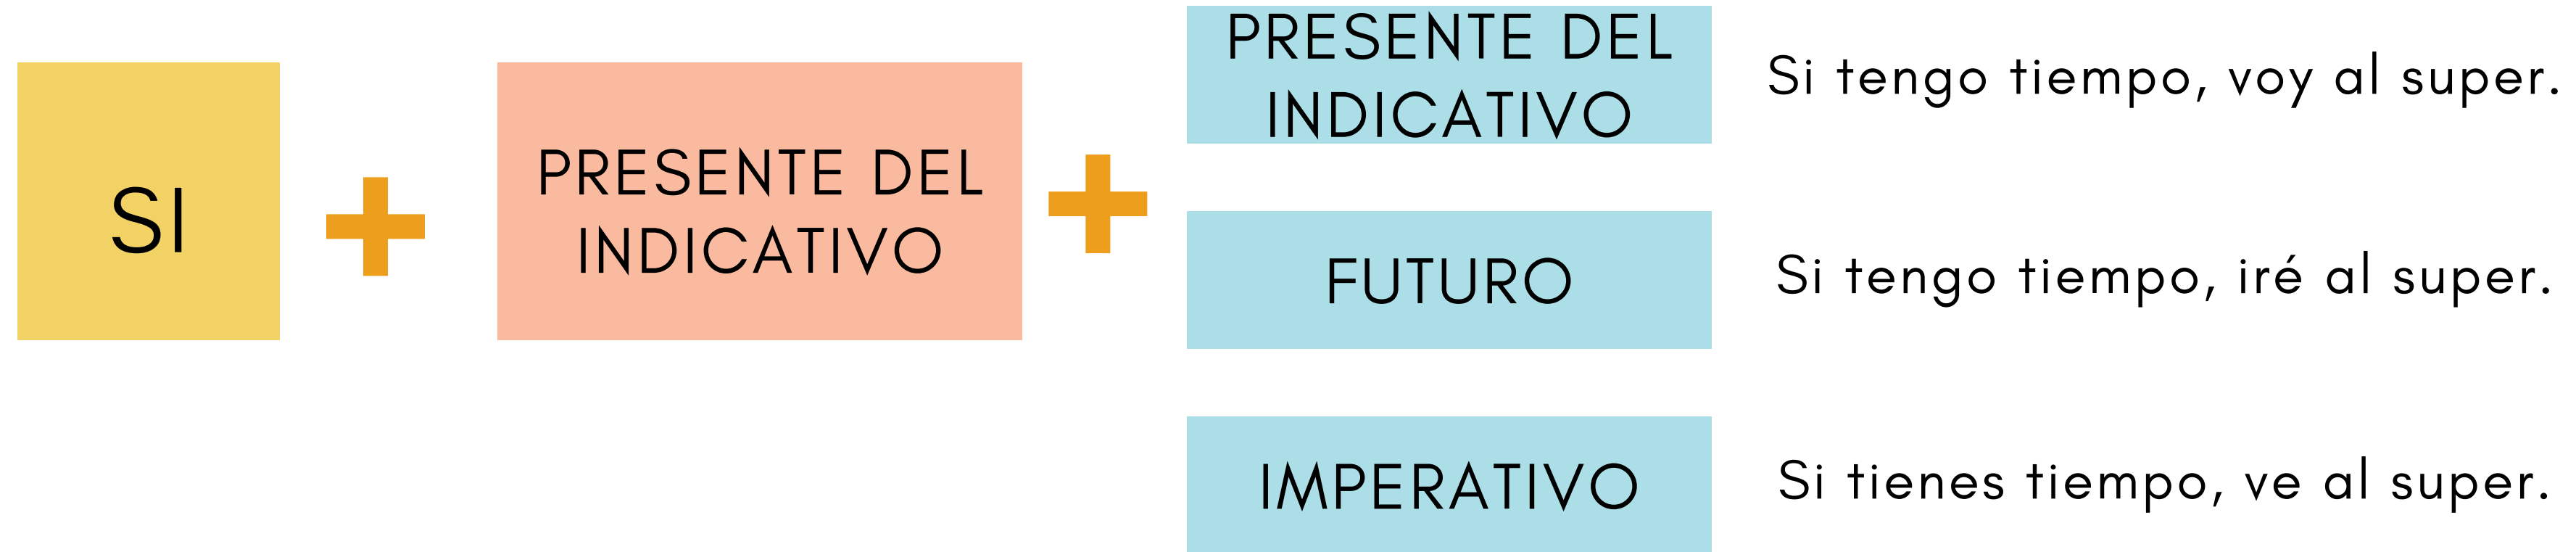 SI
PRESENTE DEL
INDICATIVO
PRESENTE DEL
INDICATIVO
Si tengo tiempo, voy al super.
FUTURO
Si tengo tiempo, iré al super.
IMPERATIVO
Si tienes tiempo, ve al super.